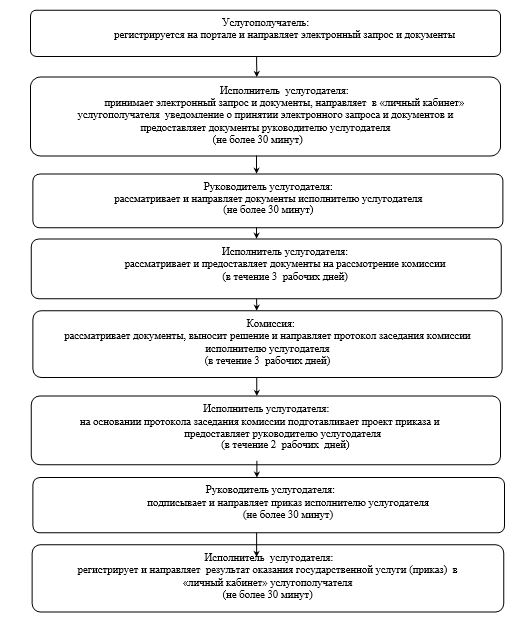 Услугополучатель:
регистрируется на портале и направляет электронный запрос и документы
Исполнитель услугодателя:
принимает электронный запрос и документы, направляет в «личный кабинет»
услугополучателя уведомление о принятии электронного запроса и документов и
предоставляет документы руководителю услугодателя
(не более 30 минут)
Руководитель услугодателя:
рассматривает и направляет документы исполнителю услугодателя
(не более 30 минут)
Исполнитель услугодателя:
рассматривает и предоставляет документы на рассмотрение комиссии
(в течение 3 рабочих дней)
Комиссия:
рассматривает документы, выносит решение и направляет протокол заседания комиссии
исполнителю услугодателя
(в течение 3 рабочих дней)
Исполнитель услугодателя:
на основании протокола заседания комиссии подготавливает проект приказа и
предоставляет руководителю услугодателя
(в течение 2 рабочих дней)
Руководитель услугодателя:
подписывает и направляет приказ исполнителю услугодателя
(не более 30 минут)
Исполнитель услугодателя:
регистрирует и направляет результат оказания государственной услуги (приказ) в
«личный кабинет» услугополучателя
(не более 30 минут)